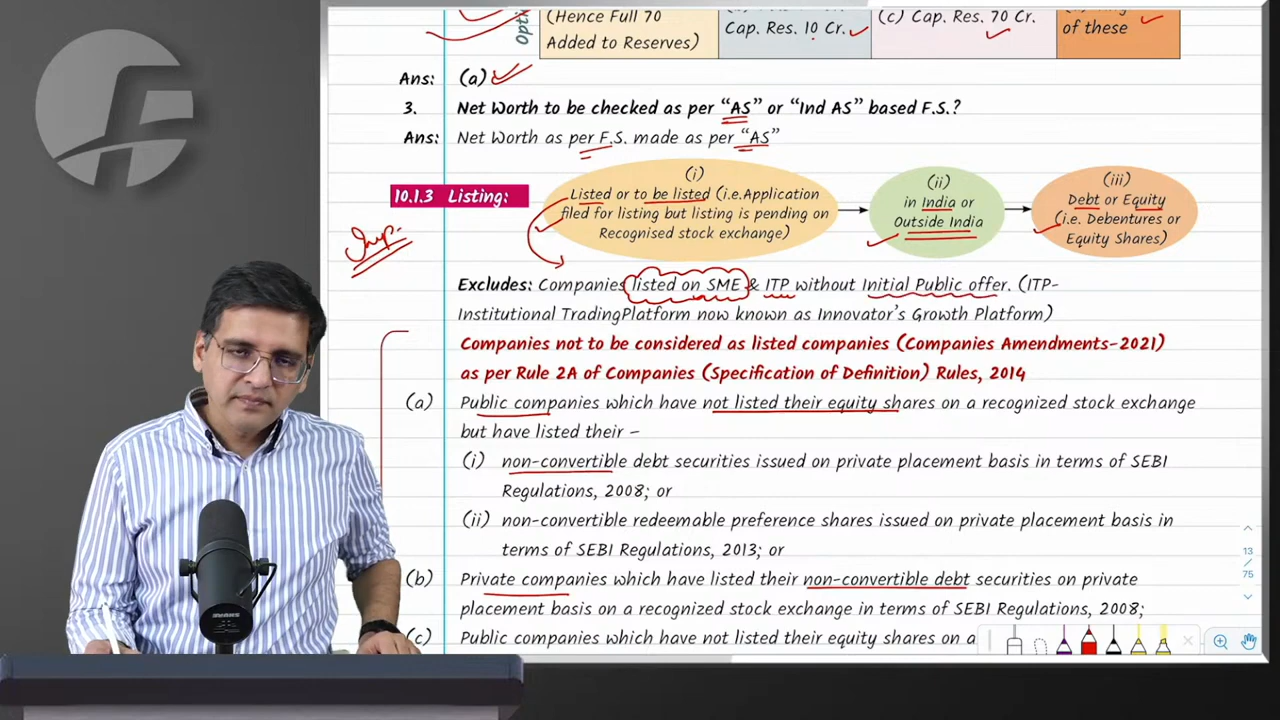 (Hence Full 70
Added to Reserves)
Cap. Res. 10 Cr.
(c) Cap. Res. 70 Cr.
of these
Ans: (a)
3. Net Worth to be checked as per “AS” or “Ind AS” based F.S.?
Ans: Net Worth as per F.S. made as per “AS”
10.1.3 Listing:
(i)
Listed or to be listed (i.e.Application
filed for listing but listing is pending on
Recognised stock exchange)
(ii)
in India or
Outside India
(iii)
Debt or Equity
(i.e. Debentures or
Equity Shares)
Imp.
Excludes: Companies listed on SME & ITP without Initial Public offer. (ITP-
Institutional TradingPlatform now known as Innovator's Growth Platform)
Companies not to be considered as listed companies (Companies Amendments-2021)
as per Rule 2A of Companies (Specification of Definition) Rules, 2014
(a) Public companies which have not listed their equity shares on a recognized stock exchange
but have listed their –
(i) non-convertible debt securities issued on private placement basis in terms of SEBI
Regulations, 2008; or
(ii) non-convertible redeemable preference shares issued on private placement basis in
terms of SEBI Regulations, 2013; or
(b) Private companies which have listed their non-convertible debt securities on private
placement basis on a recognized stock exchange in terms of SEBI Regulations, 2008;
(c) Public companies which have not listed their equity shares on a
13
75
SHURE